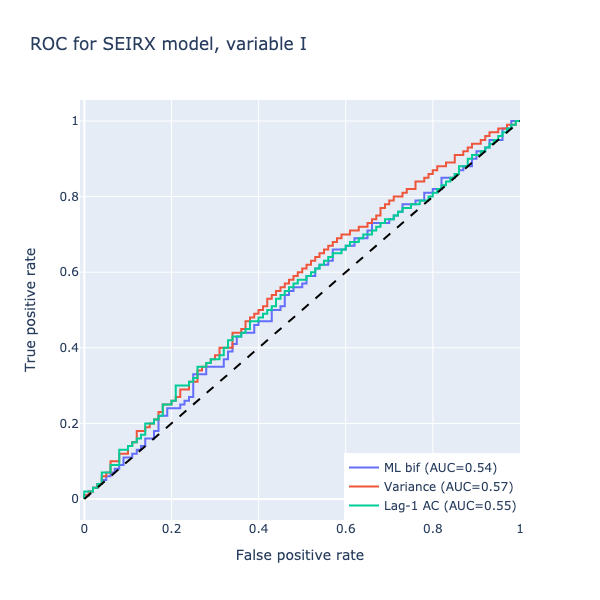 ROC for SEIRX model, variable I
True positive rate
1
0.8
0.6
0.4
0.2
0
0 0.2 0.4 0.6 0.8 1
False positive rate
ML bif (AUC=0.54)
Variance (AUC=0.57)
Lag-1 AC (AUC=0.55)